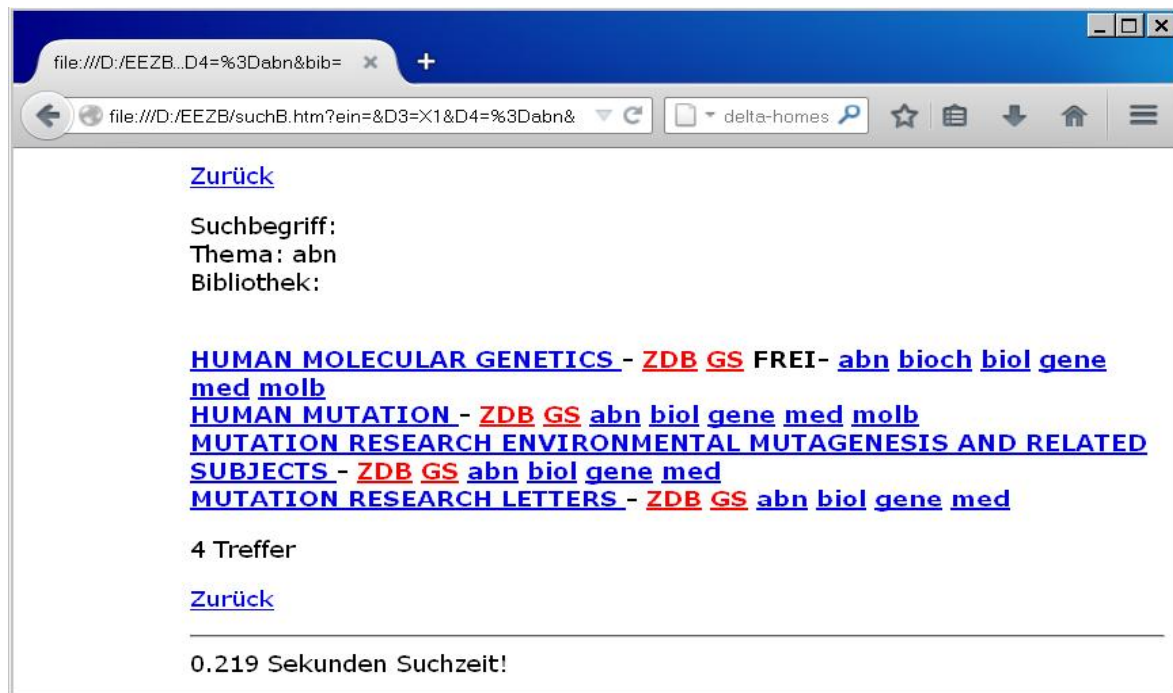 file:///D:/EEZB...D4=%3Dabn&bib=
file:///D:/EEZB/suchB.htm?ein=&D3=X1&D4=%3Dabn& delta-homes
Zurück
Suchbegriff:
Thema: abn
Bibliothek:
HUMAN MOLECULAR GENETICS - ZDB GS FREI- abn bioch biol gene
med molb
HUMAN MUTATION - ZDB GS abn biol gene med molb
MUTATION RESEARCH ENVIRONMENTAL MUTAGENESIS AND RELATED
SUBJECTS - ZDB GS abn biol gene med
MUTATION RESEARCH LETTERS - ZDB GS abn biol gene med
4 Treffer
Zurück
0.219 Sekunden Suchzeit!